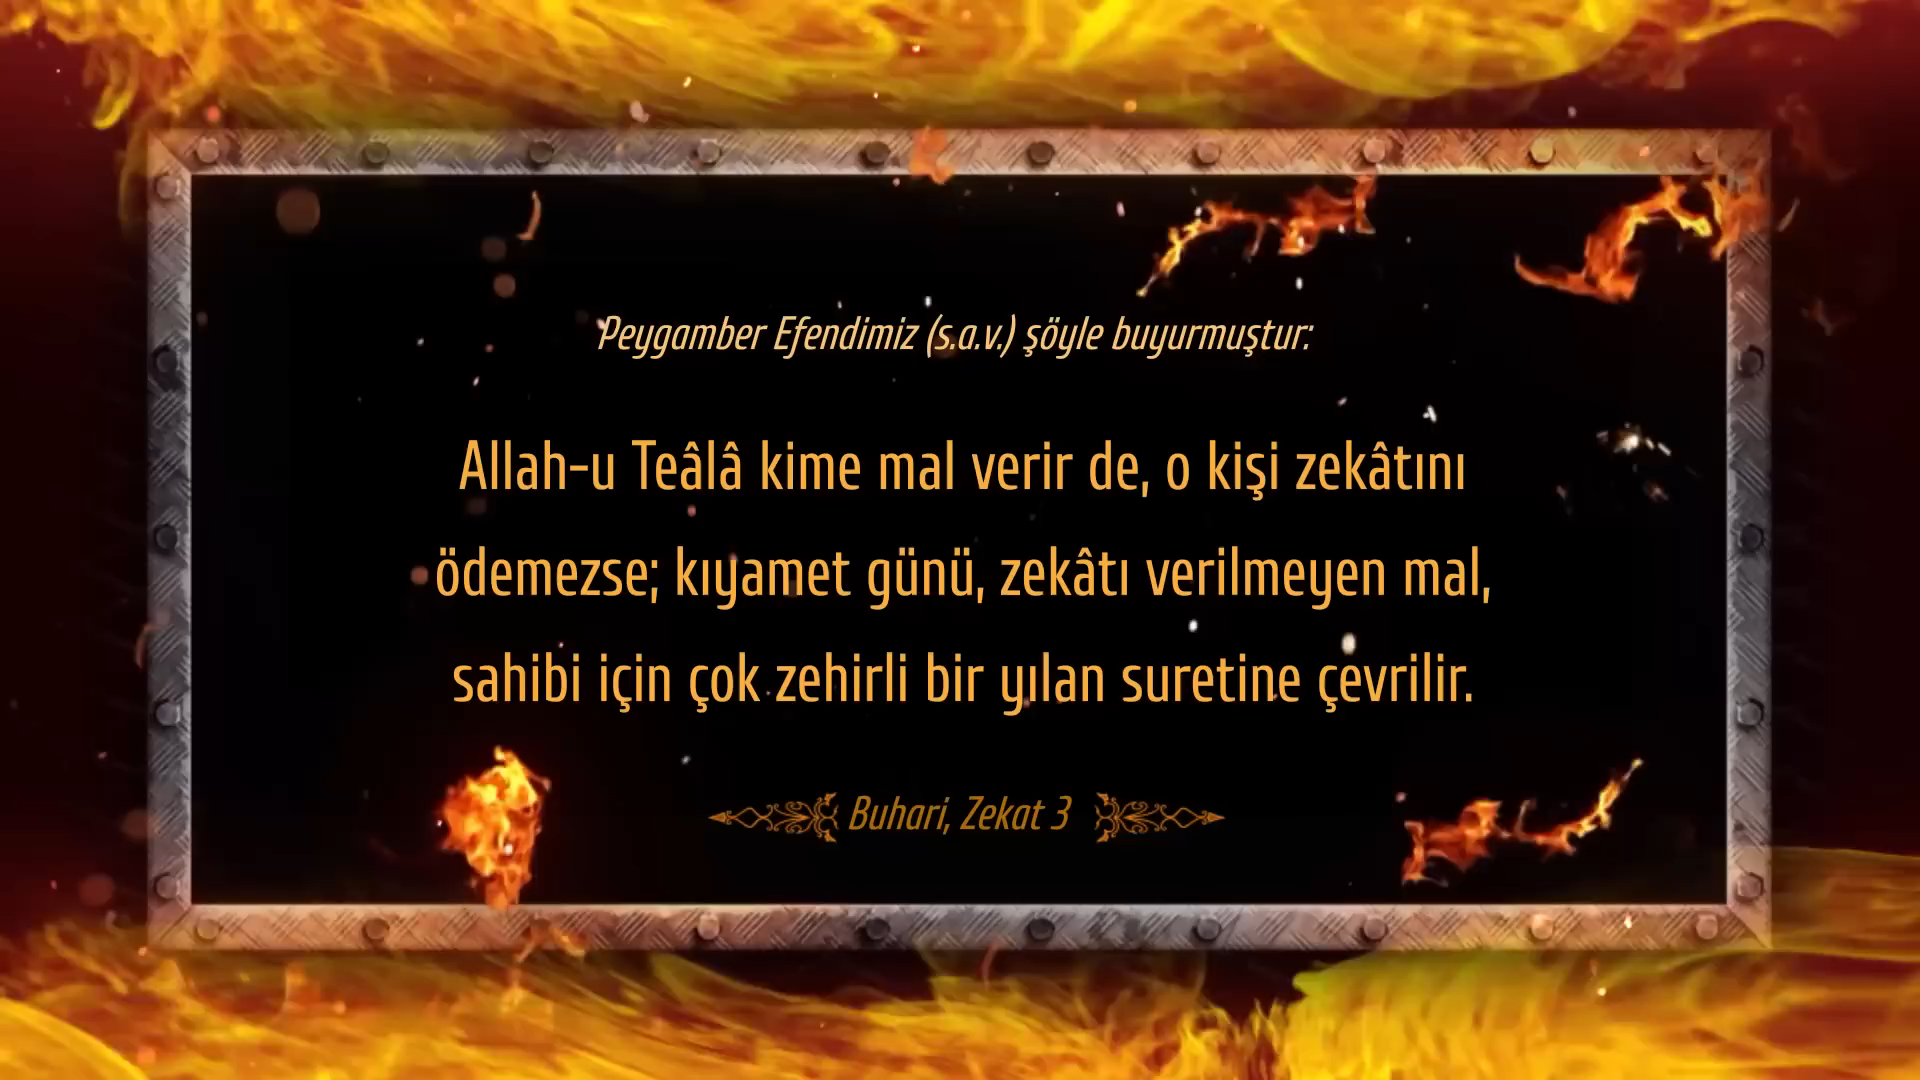 Peygamber Efendimiz (s.a.v.) şöyle buyurmuştur:
Allah-u Teâlâ kime mal verir de, o kişi zekâtını
ödemezse; kıyamet günü, zekâtı verilmeyen mal,
sahibi için çok zehirli bir yılan suretine çevrilir.
Buhari, Zekat 3